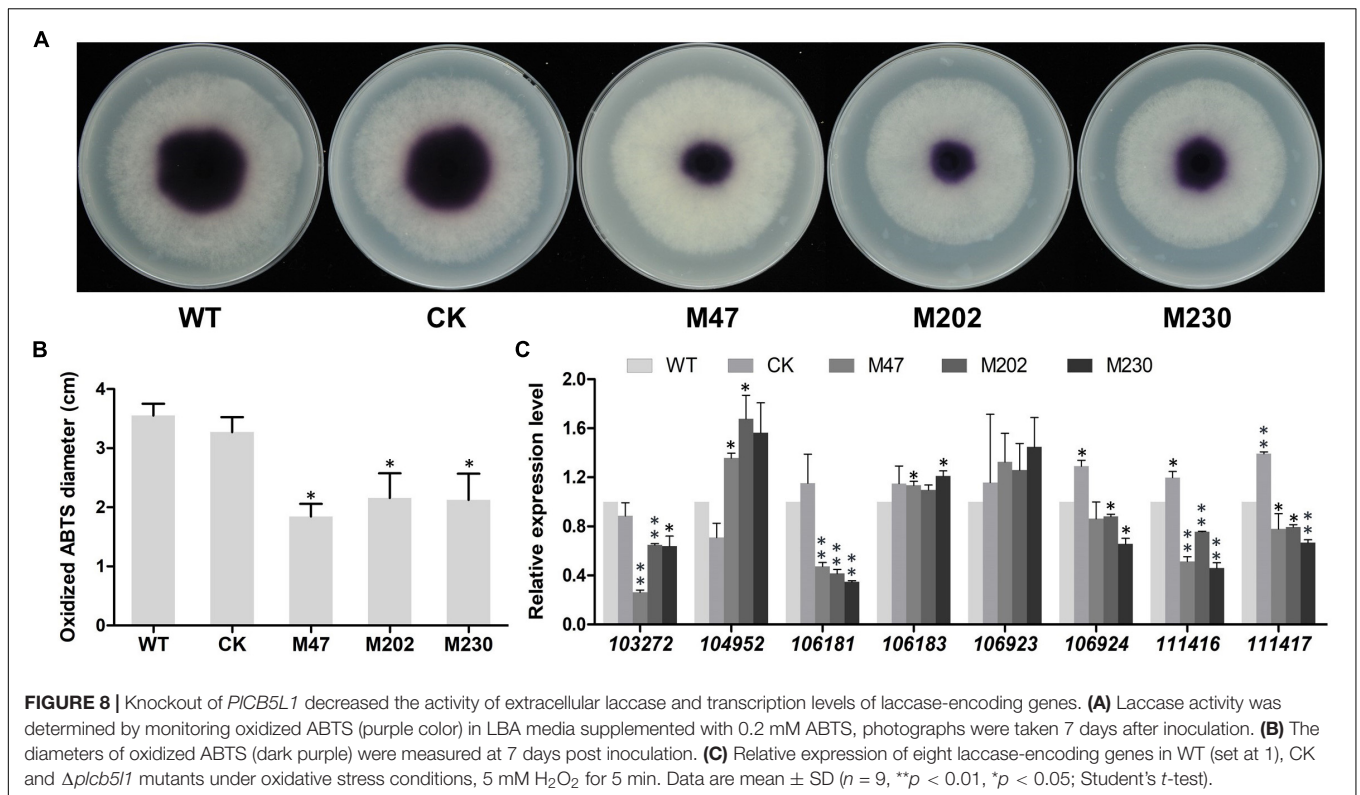 A
WT CK M47 M202 M230
B
Oxidized ABTS diameter (cm)
4
3
2
1
0
* * *
WT CK M47 M202 M230
C
WT CK M47 M202 M230
Relative expression level
2.0
1.6
1.2
0.8
0.4
0.0
** ** *
* *
** ** **
* *
* * *
* ** ** **
** * * **
103272 104952 106181 106183 106923 106924 111416 111417
FIGURE 8 | Knockout of PlCB5L1 decreased the activity of extracellular laccase and transcription levels of laccase-encoding genes. (A) Laccase activity was
determined by monitoring oxidized ABTS (purple color) in LBA media supplemented with 0.2 mM ABTS, photographs were taken 7 days after inoculation. (B) The
diameters of oxidized ABTS (dark purple) were measured at 7 days post inoculation. (C) Relative expression of eight laccase-encoding genes in WT (set at 1), CK
and Δplcb5l1 mutants under oxidative stress conditions, 5 mM H₂O₂ for 5 min. Data are mean ± SD (n = 9, **p < 0.01, *p < 0.05; Student's t-test).